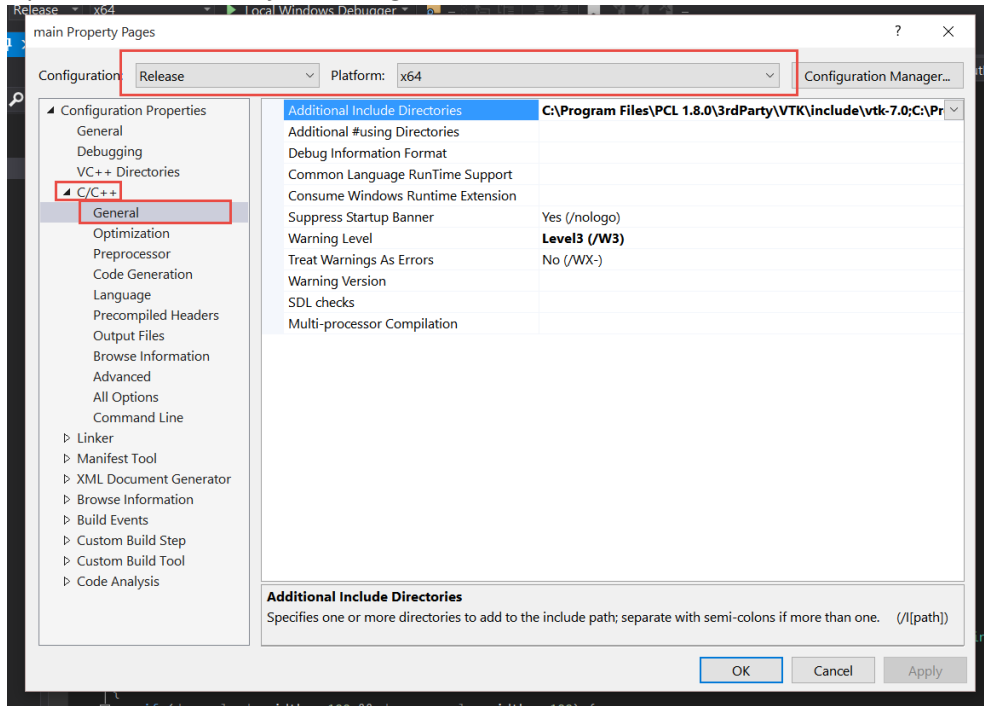 Release x64 Local Windows Debugger
main Property Pages ? ×
Configuration: Release Platform: x64 Configuration Manager...
Configuration Properties
General
Debugging
VC++ Directories
C/C++
General
Optimization
Preprocessor
Code Generation
Language
Precompiled Headers
Output Files
Browse Information
Advanced
All Options
Command Line
Linker
Manifest Tool
XML Document Generator
Browse Information
Build Events
Custom Build Step
Custom Build Tool
Code Analysis
Additional Include Directories C:\Program Files\PCL 1.8.0\3rdParty\VTK\include\vtk-7.0;C:\Pr
Additional #using Directories
Debug Information Format
Common Language RunTime Support
Consume Windows Runtime Extension
Suppress Startup Banner Yes (/nologo)
Warning Level Level3 (/W3)
Treat Warnings As Errors No (/WX-)
Warning Version
SDL checks
Multi-processor Compilation
Additional Include Directories
Specifies one or more directories to add to the include path; separate with semi-colons if more than one. (/I[path])
OK Cancel Apply